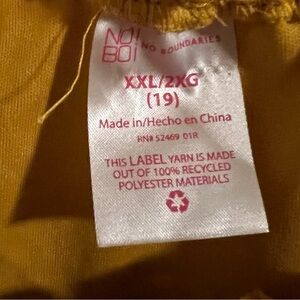 NO!
BO! NO BOUNDARIES
XXL/2XG
(19)
Made in/Hecho en China
RN# 52469 01R
THIS LABEL YARN IS MADE
OUT OF 100% RECYCLED
POLYESTER MATERIALS